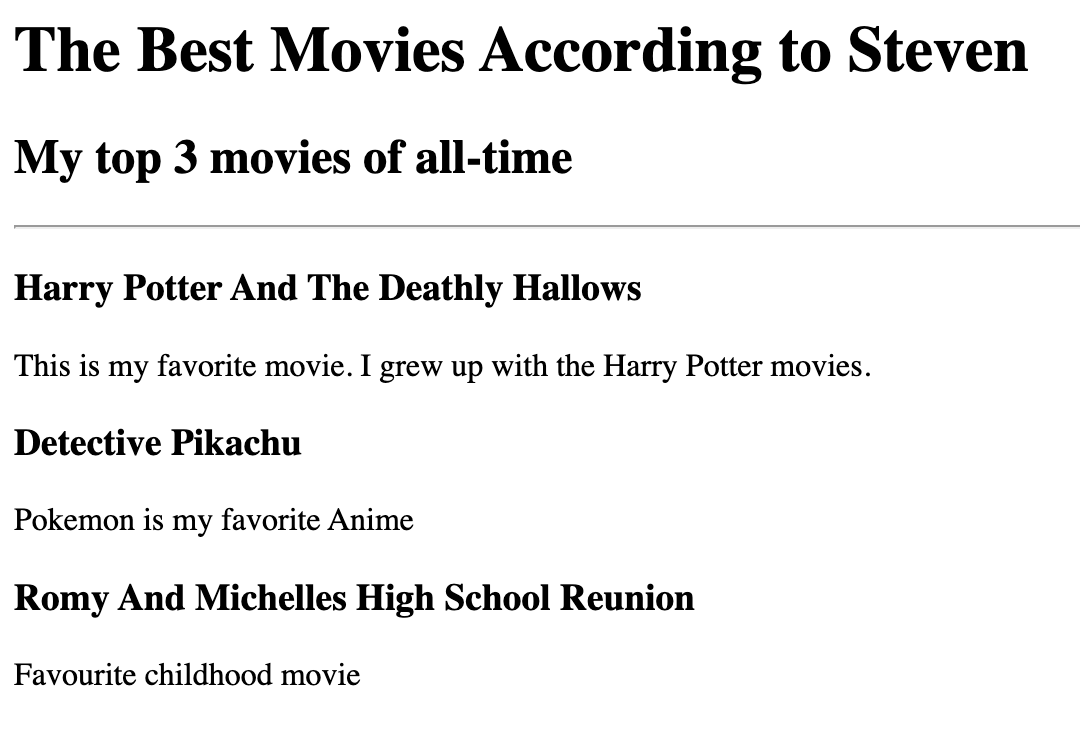 The Best Movies According to Steven
My top 3 movies of all-time
Harry Potter And The Deathly Hallows
This is my favorite movie. I grew up with the Harry Potter movies.
Detective Pikachu
Pokemon is my favorite Anime
Romy And Michelles High School Reunion
Favourite childhood movie